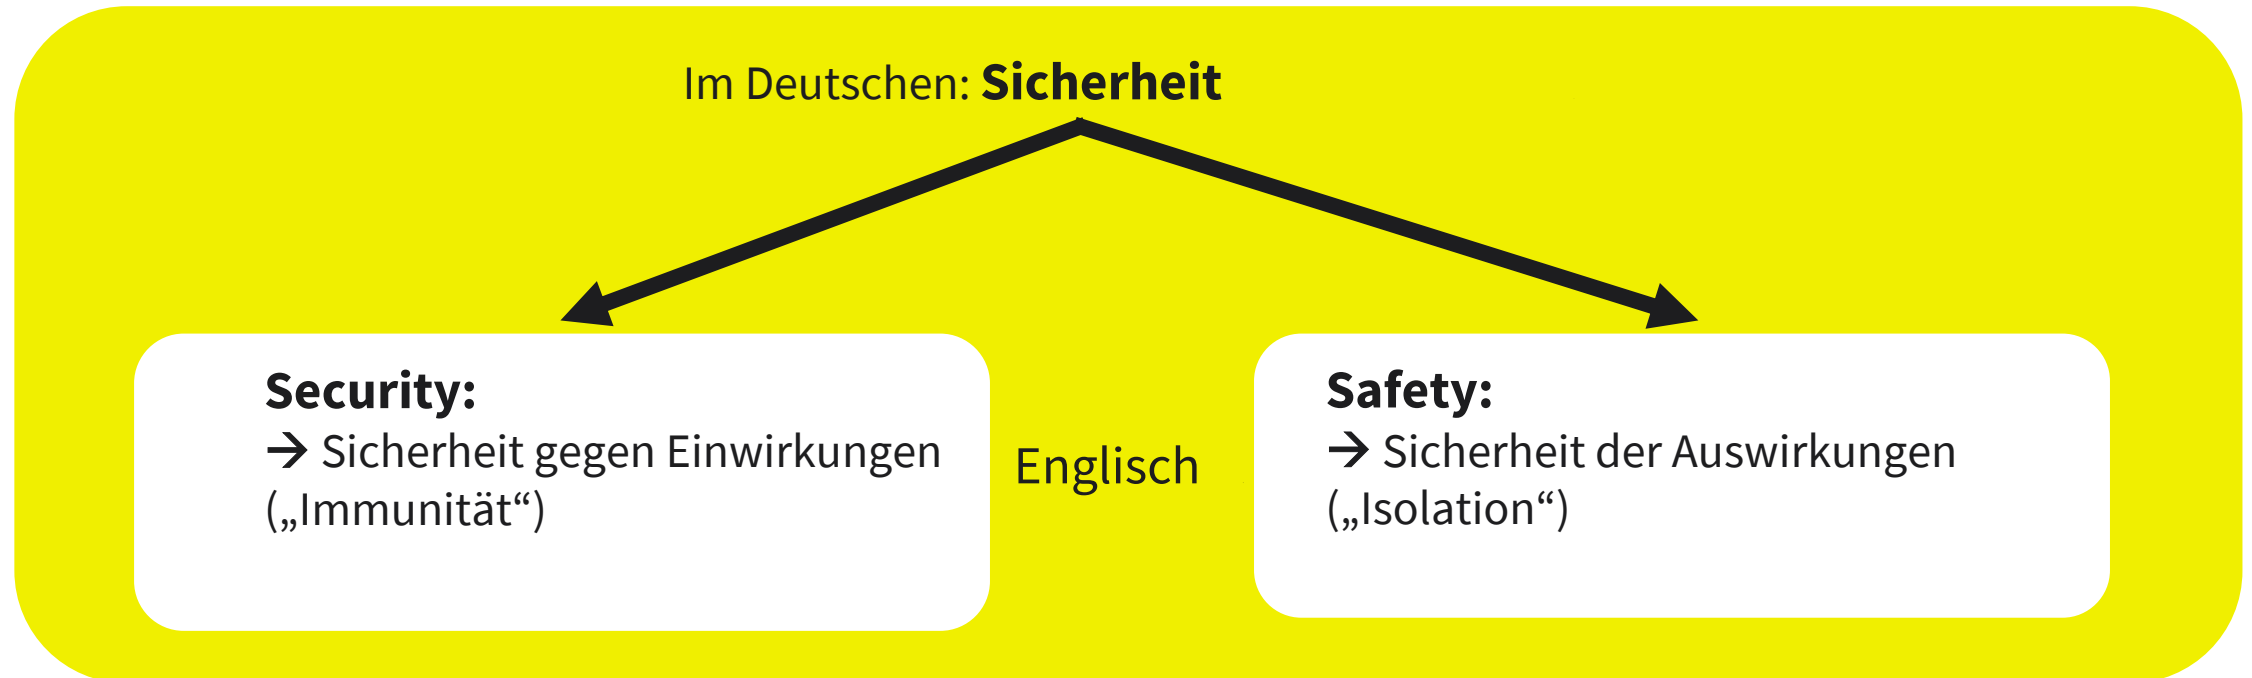 Im Deutschen: Sicherheit
Security:
→ Sicherheit gegen Einwirkungen
(„Immunität“)
Englisch
Safety:
→ Sicherheit der Auswirkungen
(„Isolation“)